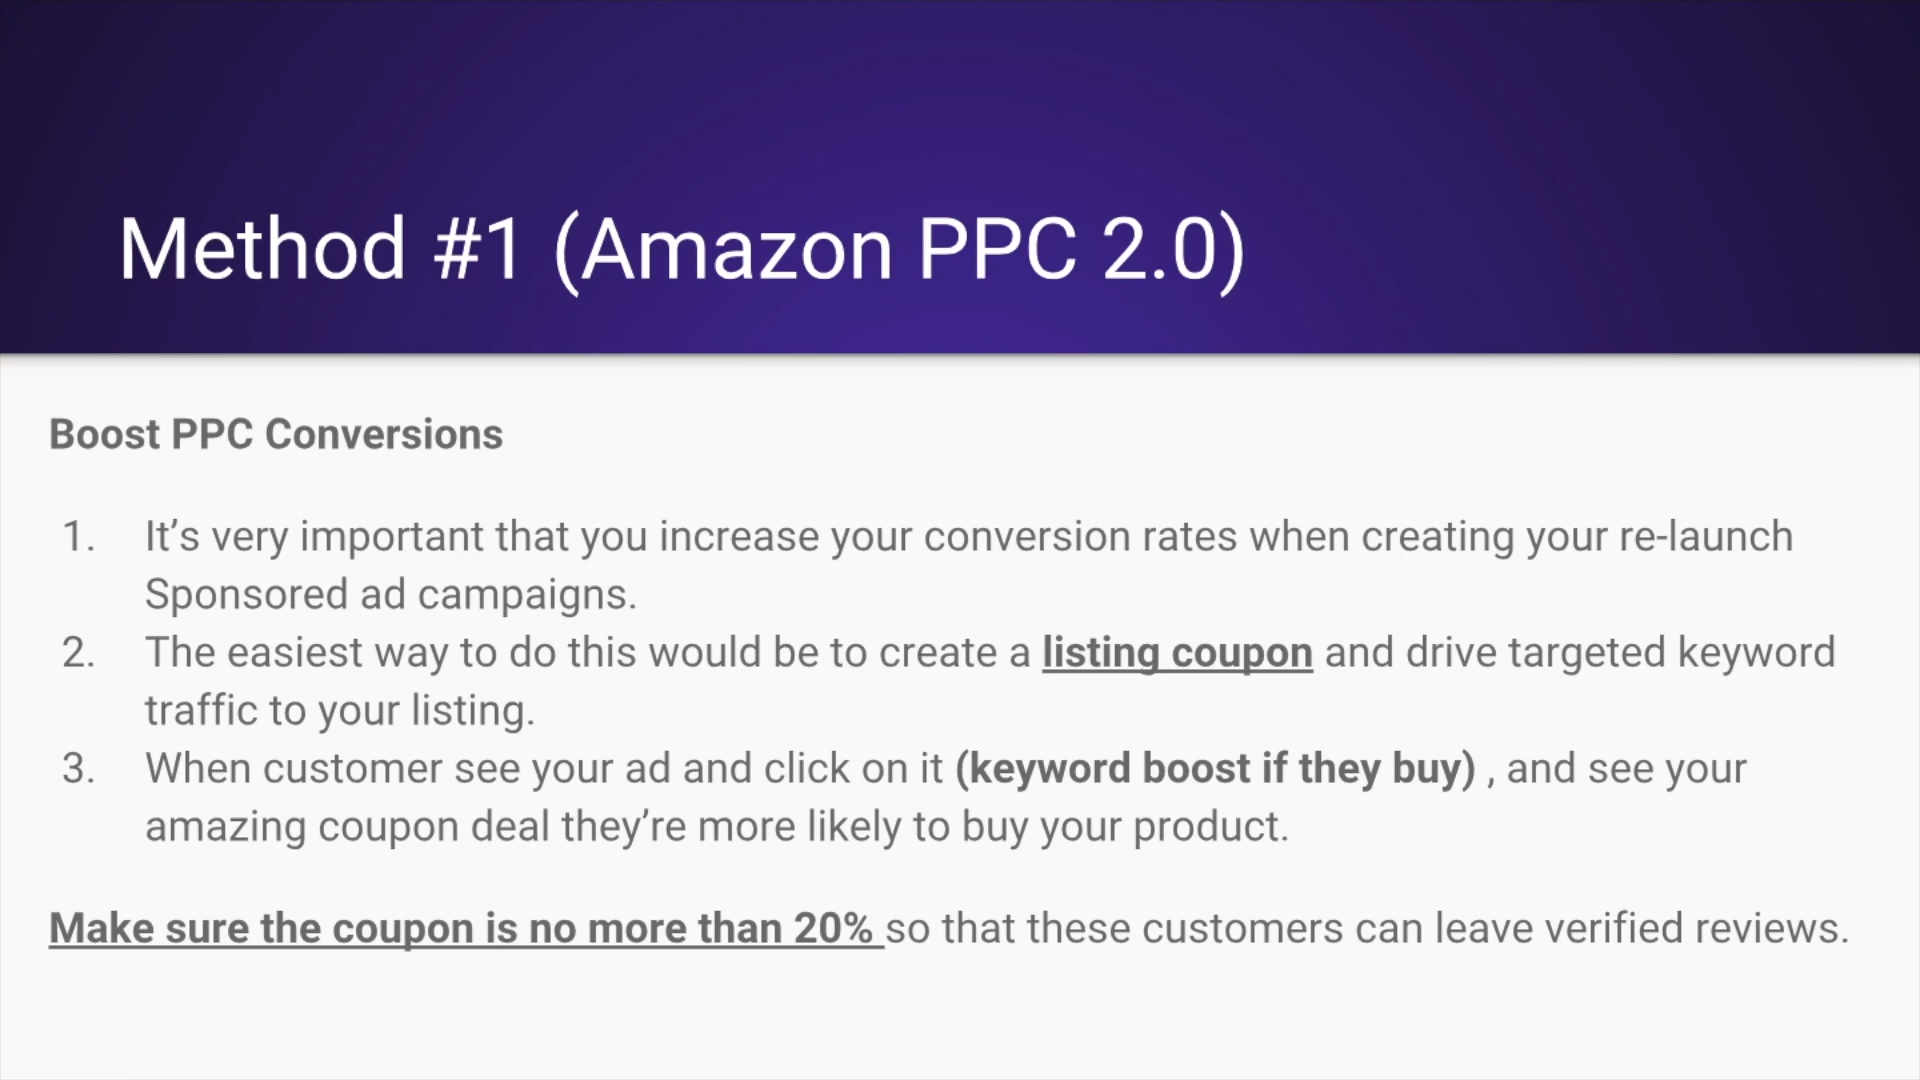 Method #1 (Amazon PPC 2.0)
Boost PPC Conversions
1. It’s very important that you increase your conversion rates when creating your re-launch
Sponsored ad campaigns.
2. The easiest way to do this would be to create a listing coupon and drive targeted keyword
traffic to your listing.
3. When customer see your ad and click on it (keyword boost if they buy) , and see your
amazing coupon deal they’re more likely to buy your product.
Make sure the coupon is no more than 20% so that these customers can leave verified reviews.